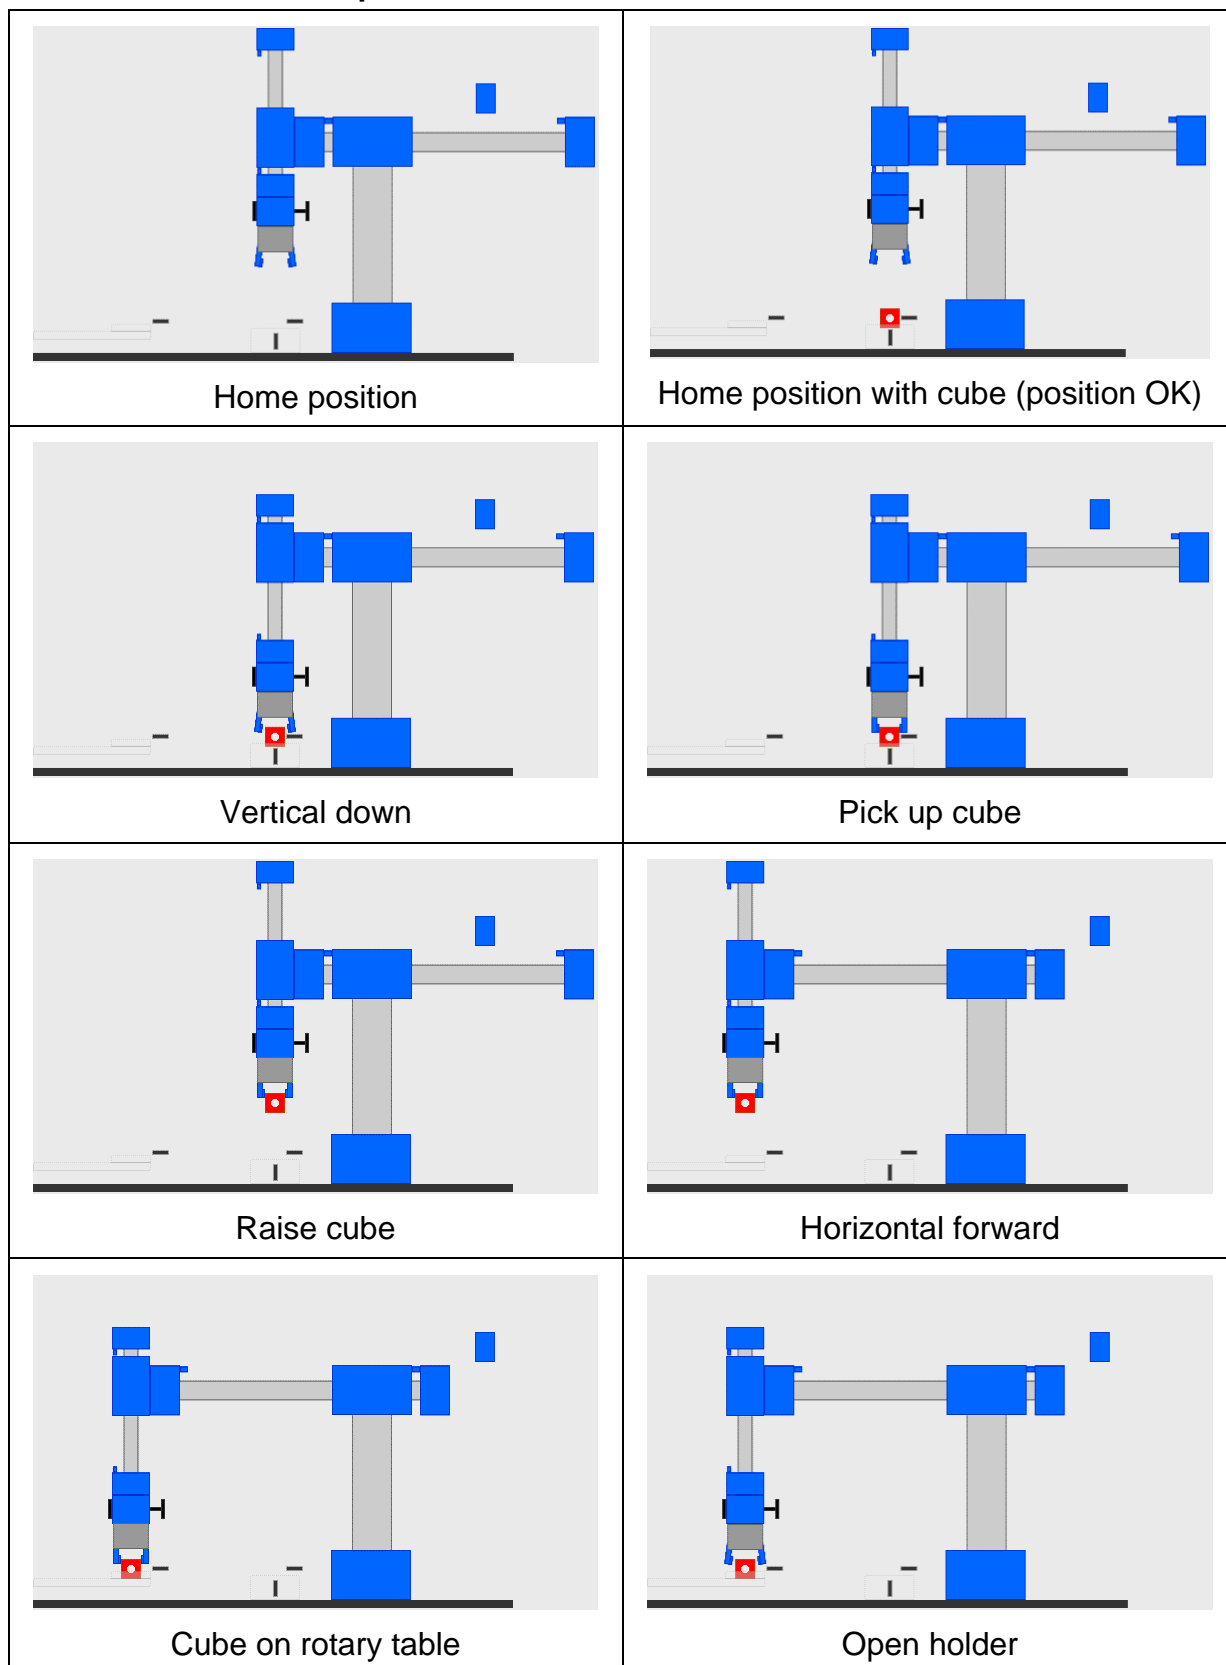 Home position
Home position with cube (position OK)
Vertical down
Pick up cube
Raise cube
Horizontal forward
Cube on rotary table
Open holder